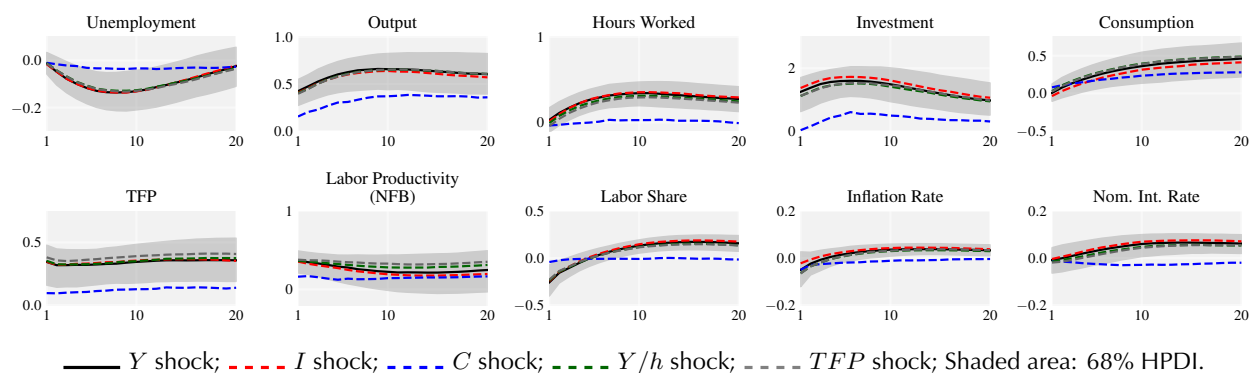 Unemployment
Output
Hours Worked
Investment
Consumption
0.0
−0.2
1 10 20
1.0
0.5
0.0
1 10 20
1
0
1 10 20
2
0
1 10 20
0.5
0.0
−0.5
1 10 20
TFP
Labor Productivity
(NFB)
Labor Share
Inflation Rate
Nom. Int. Rate
0.5
0.0
1 10 20
1
0
1 10 20
0.5
0.0
−0.5
1 10 20
0.2
0.0
−0.2
1 10 20
0.2
0.0
−0.2
1 10 20
Y shock; I shock; C shock; Y/h shock; TFP shock; Shaded area: 68% HPDI.